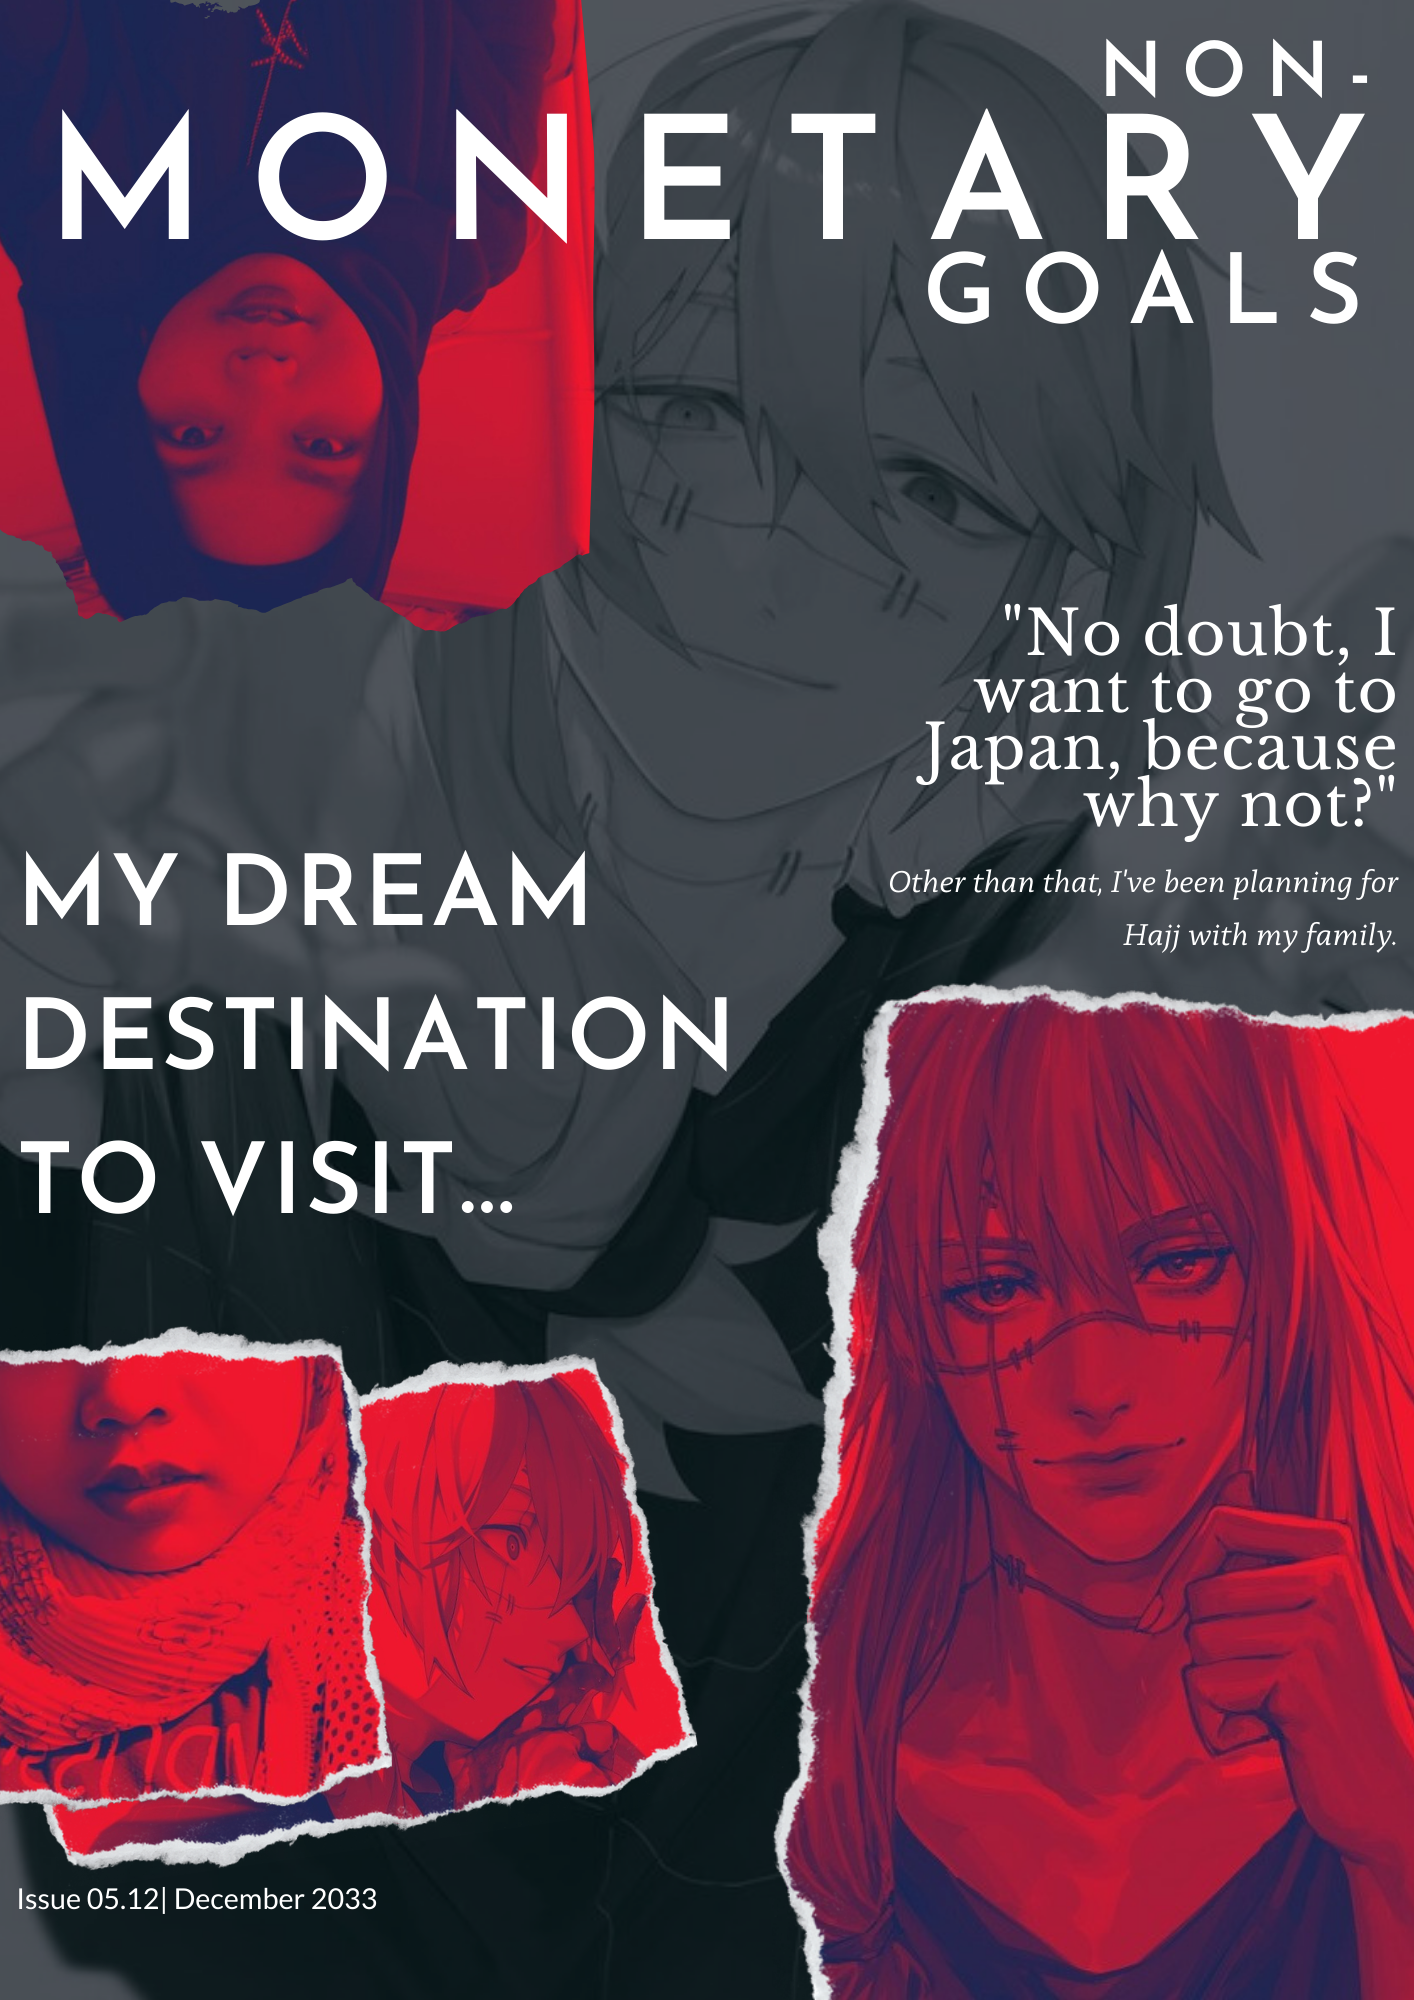 NON-
MONETARY
GOALS
"No doubt, I
want to go to
Japan, because
why not?"
Other than that, I've been planning for
Hajj with my family.
MY DREAM
DESTINATION
TO VISIT...
Issue 05.12| December 2033